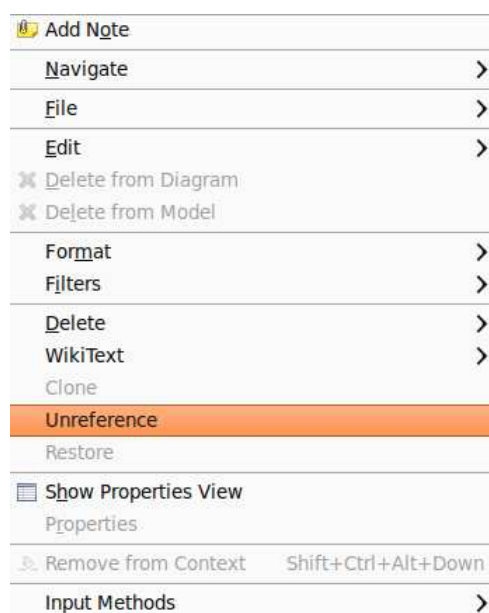 Add Note
Navigate
File
Edit
Delete from Diagram
Delete from Model
Format
Filters
Delete
WikiText
Clone
Unreference
Restore
Show Properties View
Properties
Remove from Context Shift+Ctrl+Alt+Down
Input Methods